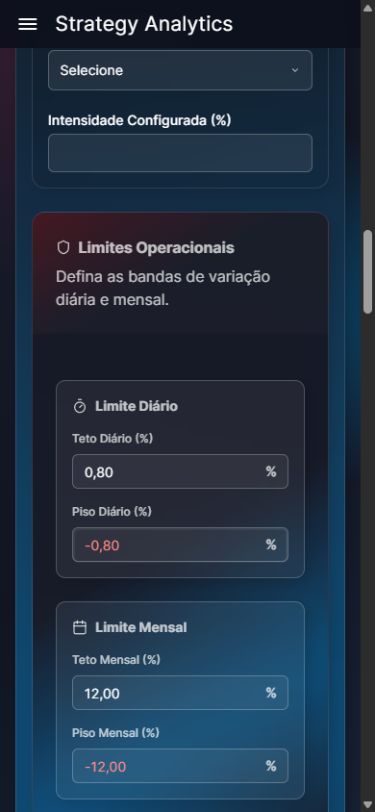 Strategy Analytics
Selecione
Intensidade Configurada (%)
Limites Operacionais
Defina as bandas de variação
diária e mensal.
Limite Diário
Teto Diário (%)
0,80 %
Piso Diário (%)
-0,80 %
Limite Mensal
Teto Mensal (%)
12,00 %
Piso Mensal (%)
-12,00 %